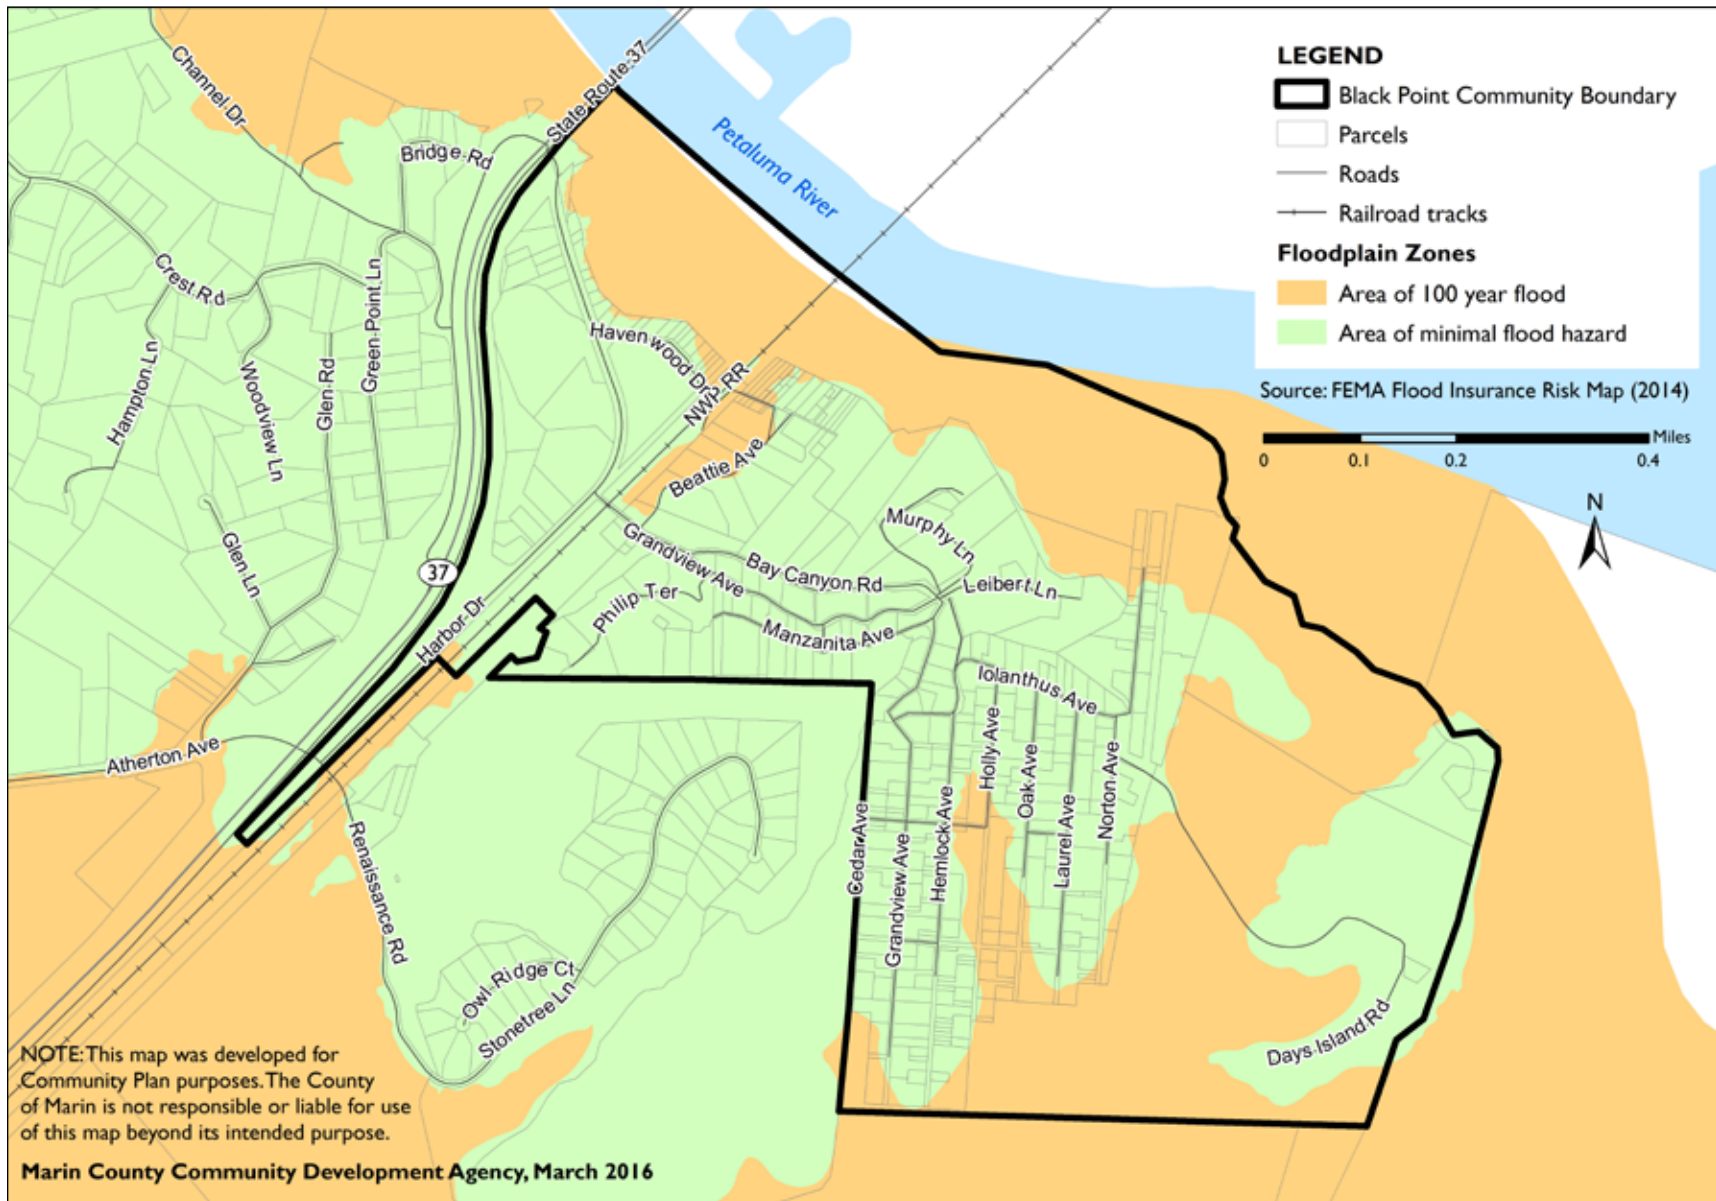 LEGEND
Black Point Community Boundary
Parcels
Roads
Railroad tracks
Floodplain Zones
Area of 100 year flood
Area of minimal flood hazard
Source: FEMA Flood Insurance Risk Map (2014)
Miles
0 0.1 0.2 0.4
N
Channel Dr
State Route 37
Bridge Rd
Petaluma River
Crest Rd
Green Point Ln
Hampton Ln
Woodview Ln
Glen Rd
Havenwood Dr
NWP RR
Beattie Ave
Glen Ln
37
Grandview Ave
Murphy Ln
Bay Canyon Rd
Leibert Ln
Philip Ter
Manzanita Ave
Harbor Dr
Iolanthus Ave
Atherton Ave
Holly Ave
Oak Ave
Norton Ave
Laurel Ave
Cedar Ave
Hemlock Ave
Grandview Ave
Renaissance Rd
Owl Ridge Ct
Stonetree Ln
Days Island Rd
NOTE: This map was developed for
Community Plan purposes. The County
of Marin is not responsible or liable for use
of this map beyond its intended purpose.
Marin County Community Development Agency, March 2016